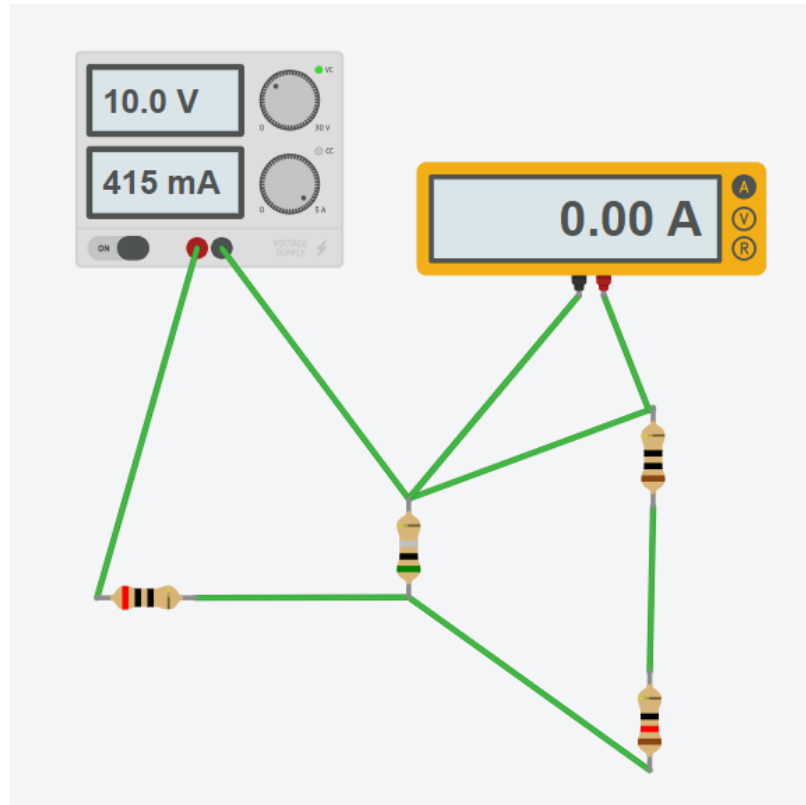 10.0 V
VC
0 30 V
415 mA
CC
0 5 A
ON
VOLTAGE
SUPPLY
0.00 A
A
V
R